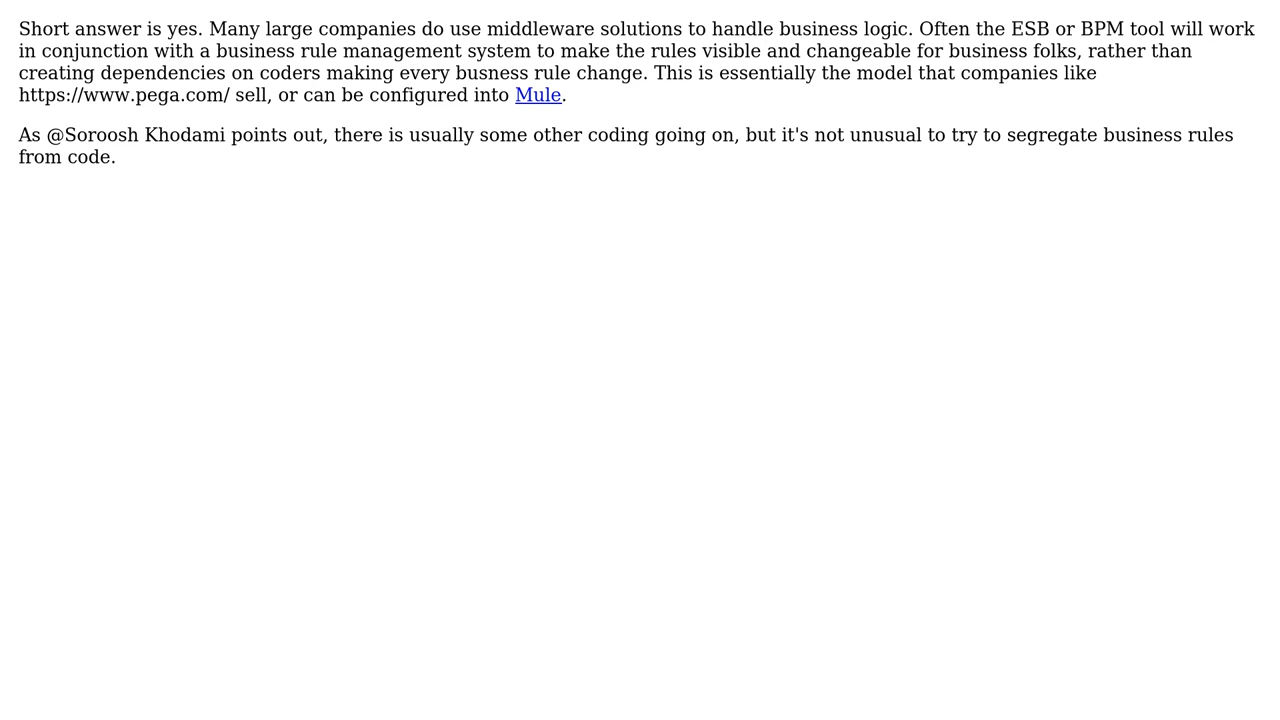 Short answer is yes. Many large companies do use middleware solutions to handle business logic. Often the ESB or BPM tool will work
in conjunction with a business rule management system to make the rules visible and changeable for business folks, rather than
creating dependencies on coders making every busness rule change. This is essentially the model that companies like
https://www.pega.com/ sell, or can be configured into Mule.
As @Soroosh Khodami points out, there is usually some other coding going on, but it's not unusual to try to segregate business rules
from code.